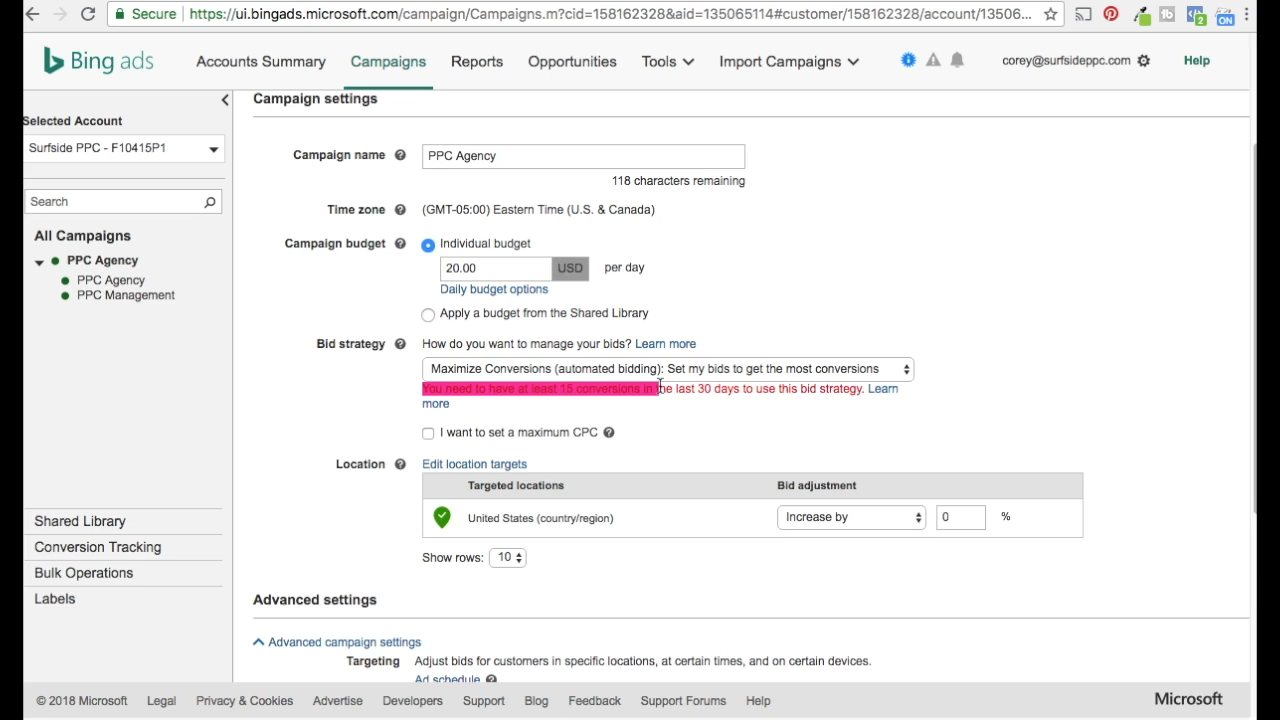 Secure https://ui.bingads.microsoft.com/campaign/Campaigns.m?cid=158162328&aid=135065114#customer/158162328/account/13506...
2 ON
Bing ads Accounts Summary Campaigns Reports Opportunities Tools Import Campaigns corey@surfsideppc.com Help
Selected Account
Surfside PPC - F10415P1
Search
All Campaigns
PPC Agency
PPC Agency
PPC Management
Shared Library
Conversion Tracking
Bulk Operations
Labels
Campaign settings
Campaign name PPC Agency
118 characters remaining
Time zone (GMT-05:00) Eastern Time (U.S. & Canada)
Campaign budget Individual budget
20.00 USD per day
Daily budget options
Apply a budget from the Shared Library
Bid strategy How do you want to manage your bids? Learn more
Maximize Conversions (automated bidding): Set my bids to get the most conversions
You need to have at least 15 conversions in the last 30 days to use this bid strategy. Learn
more
I want to set a maximum CPC
Location Edit location targets
Targeted locations Bid adjustment
United States (country/region) Increase by 0 %
Show rows: 10
Advanced settings
Advanced campaign settings
Targeting Adjust bids for customers in specific locations, at certain times, and on certain devices.
Ad schedule
© 2018 Microsoft Legal Privacy & Cookies Advertise Developers Support Blog Feedback Support Forums Help Microsoft